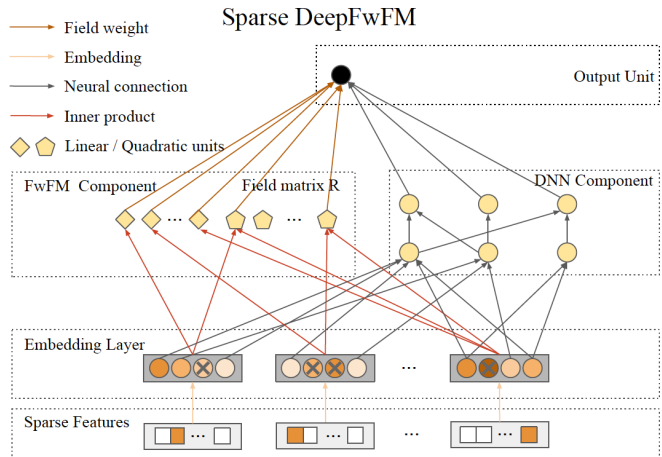 Sparse DeepFwFM
Field weight
Embedding
Neural connection
Inner product
Linear / Quadratic units
Output Unit
FwFM Component
Field matrix R
DNN Component
...
...
Embedding Layer
...
Sparse Features
...
...
...
...